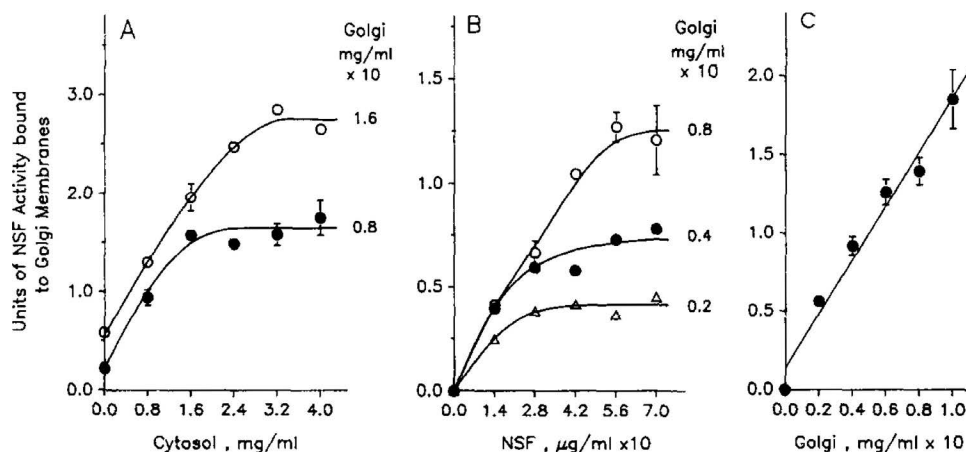 A
Golgi
mg/ml
x 10
3.0
2.0
1.0
0.0
1.6
0.8
Units of NSF Activity bound
to Golgi Membranes
0.0 0.8 1.6 2.4 3.2 4.0
Cytosol , mg/ml
B
Golgi
mg/ml
x 10
1.5
1.0
0.5
0.0
0.8
0.4
0.2
0.0 1.4 2.8 4.2 5.6 7.0
NSF , μg/ml x10
C
2.0
1.5
1.0
0.5
0.0
0.0 0.2 0.4 0.6 0.8 1.0
Golgi , mg/ml x 10